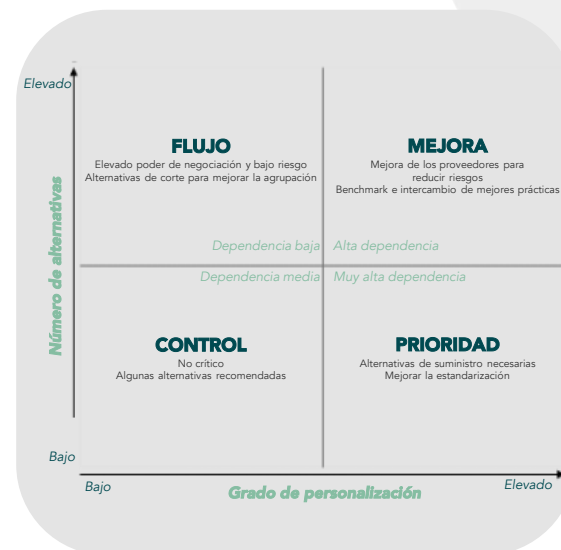 Elevado
Número de alternativas
FLUJO
Elevado poder de negociación y bajo riesgo
Alternativas de corte para mejorar la agrupación
MEJORA
Mejora de los proveedores para
reducir riesgos
Benchmark e intercambio de mejores prácticas
Dependencia baja
Alta dependencia
Dependencia media
Muy alta dependencia
CONTROL
No crítico
Algunas alternativas recomendadas
PRIORIDAD
Alternativas de suministro necesarias
Mejorar la estandarización
Bajo
Bajo
Grado de personalización
Elevado